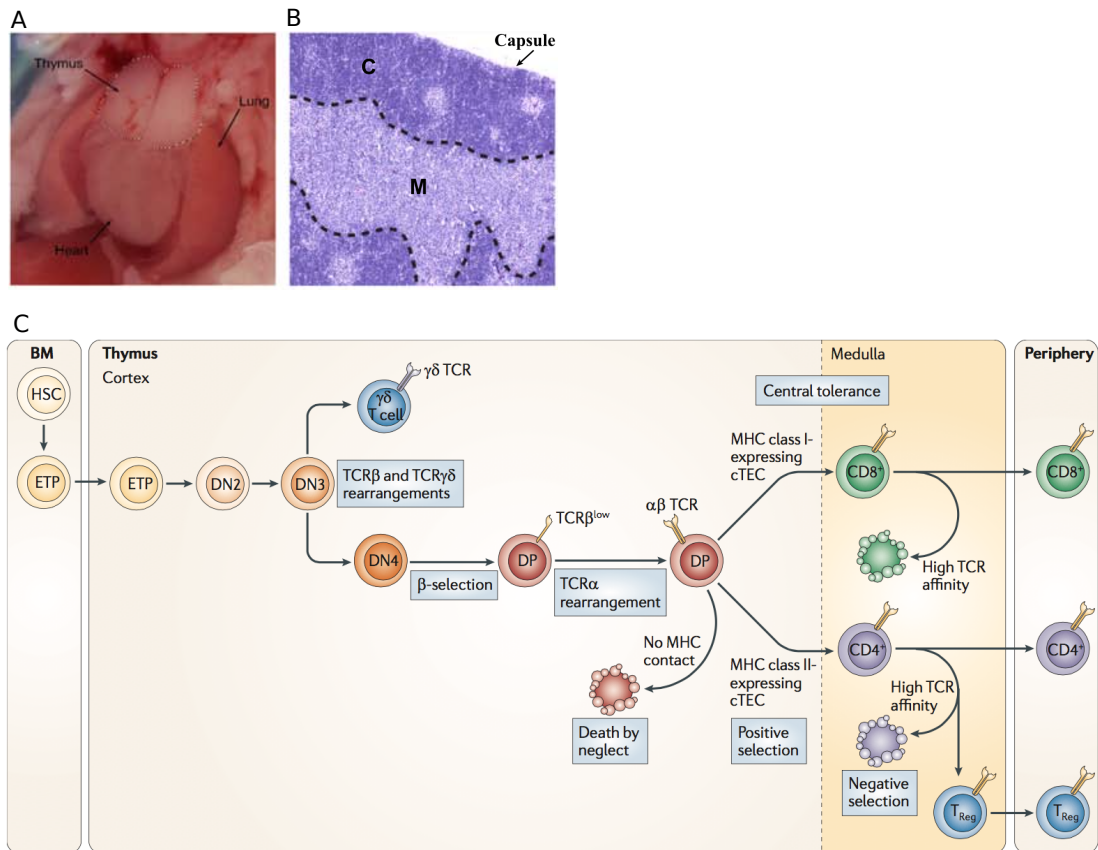 A
Thymus
Lung
Heart
B
Capsule
C
M
C
BM
HSC
ETP
Thymus
Cortex
ETP
DN2
DN3
γδ TCR
γδ
T cell
TCRβ and TCRγδ
rearrangements
DN4
β-selection
TCRβlow
DP
TCRα
rearrangement
αβ TCR
DP
No MHC
contact
Death by
neglect
MHC class I-
expressing
cTEC
MHC class II-
expressing
cTEC
Positive
selection
Central tolerance
Medulla
CD8+
High TCR
affinity
CD4+
High TCR
affinity
Negative
selection
TReg
Periphery
CD8+
CD4+
TReg